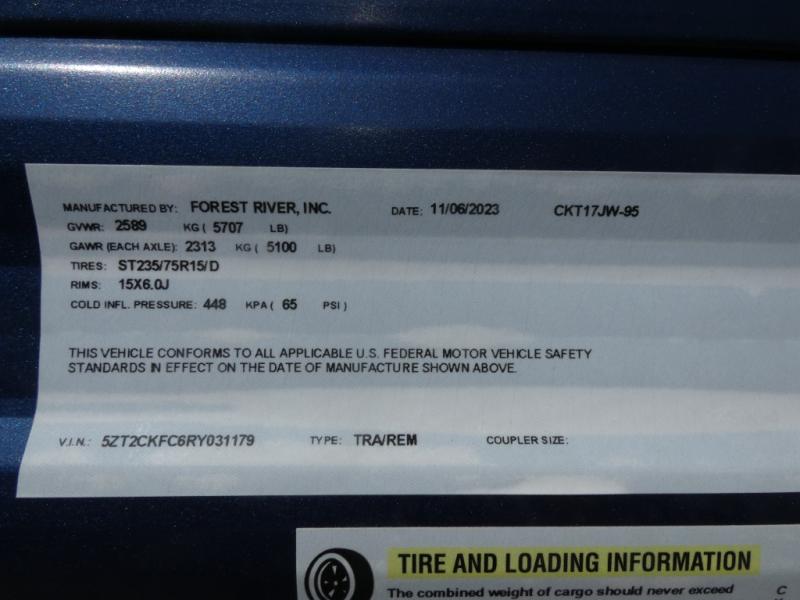 MANUFACTURED BY: FOREST RIVER, INC. DATE: 11/06/2023 CKT17JW-95
GVWR: 2589 KG ( 5707 LB)
GAWR (EACH AXLE): 2313 KG ( 5100 LB)
TIRES: ST235/75R15/D
RIMS: 15X6.0J
COLD INFL. PRESSURE: 448 KPA ( 65 PSI )
THIS VEHICLE CONFORMS TO ALL APPLICABLE U.S. FEDERAL MOTOR VEHICLE SAFETY
STANDARDS IN EFFECT ON THE DATE OF MANUFACTURE SHOWN ABOVE.
V.I.N.: 5ZT2CKFC6RY031179 TYPE: TRA/REM COUPLER SIZE:
TIRE AND LOADING INFORMATION
The combined weight of cargo should never exceed